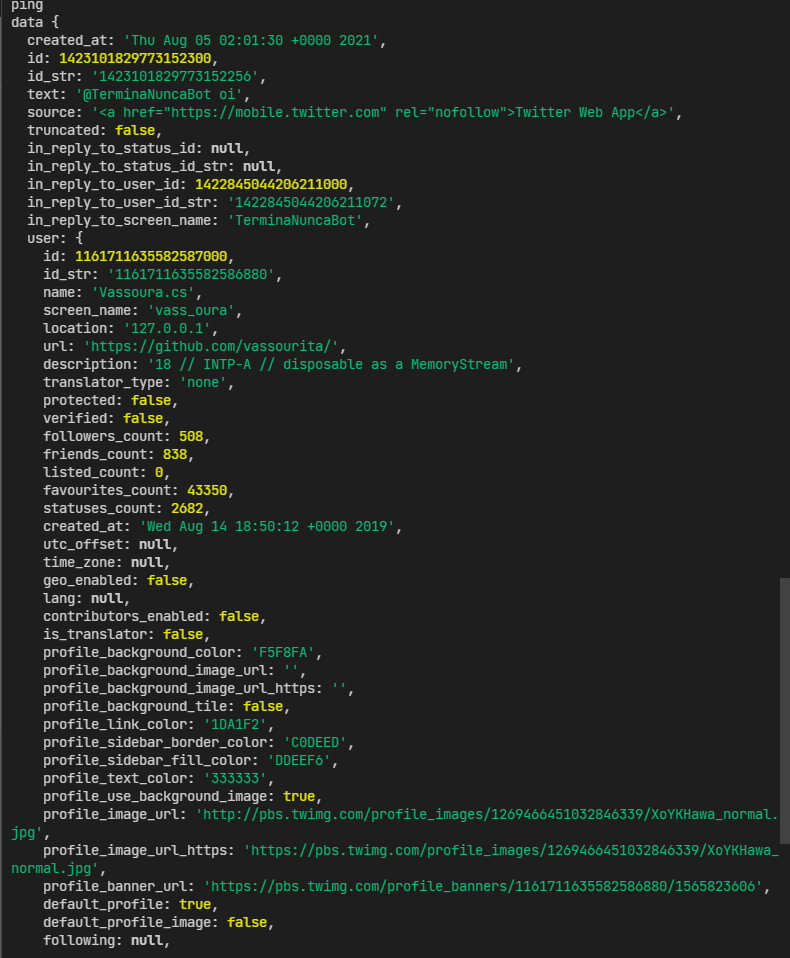 ping
data {
  created_at: 'Thu Aug 05 02:01:30 +0000 2021',
  id: 1423101829773152300,
  id_str: '1423101829773152256',
  text: '@TerminaNuncaBot oi',
  source: '<a href="https://mobile.twitter.com" rel="nofollow">Twitter Web App</a>',
  truncated: false,
  in_reply_to_status_id: null,
  in_reply_to_status_id_str: null,
  in_reply_to_user_id: 1422845044206211000,
  in_reply_to_user_id_str: '1422845044206211072',
  in_reply_to_screen_name: 'TerminaNuncaBot',
  user: {
    id: 1161711635582587000,
    id_str: '1161711635582586880',
    name: 'Vassoura.cs',
    screen_name: 'vass_oura',
    location: '127.0.0.1',
    url: 'https://github.com/vassourita/',
    description: '18 // INTP-A // disposable as a MemoryStream',
    translator_type: 'none',
    protected: false,
    verified: false,
    followers_count: 508,
    friends_count: 838,
    listed_count: 0,
    favourites_count: 43350,
    statuses_count: 2682,
    created_at: 'Wed Aug 14 18:50:12 +0000 2019',
    utc_offset: null,
    time_zone: null,
    geo_enabled: false,
    lang: null,
    contributors_enabled: false,
    is_translator: false,
    profile_background_color: 'F5F8FA',
    profile_background_image_url: '',
    profile_background_image_url_https: '',
    profile_background_tile: false,
    profile_link_color: '1DA1F2',
    profile_sidebar_border_color: 'C0DEED',
    profile_sidebar_fill_color: 'DDEEF6',
    profile_text_color: '333333',
    profile_use_background_image: true,
    profile_image_url: 'http://pbs.twimg.com/profile_images/1269466451032846339/XoYKHawa_normal.
jpg',
    profile_image_url_https: 'https://pbs.twimg.com/profile_images/1269466451032846339/XoYKHawa_
normal.jpg',
    profile_banner_url: 'https://pbs.twimg.com/profile_banners/1161711635582586880/1565823606',
    default_profile: true,
    default_profile_image: false,
    following: null,